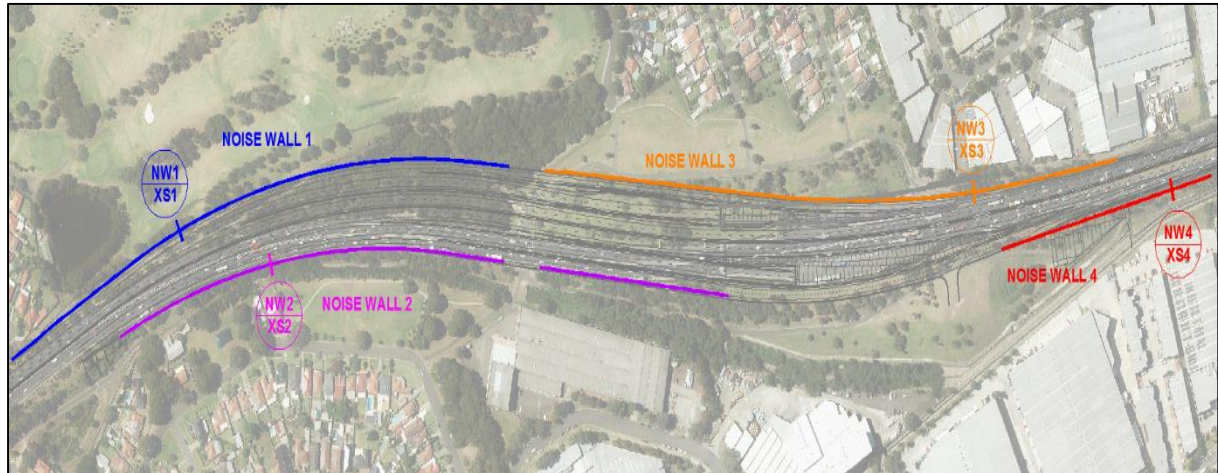 NOISE WALL 1
NW1
XS1
NOISE WALL 3
NW3
XS3
NW2
XS2
NOISE WALL 2
NW4
XS4
NOISE WALL 4